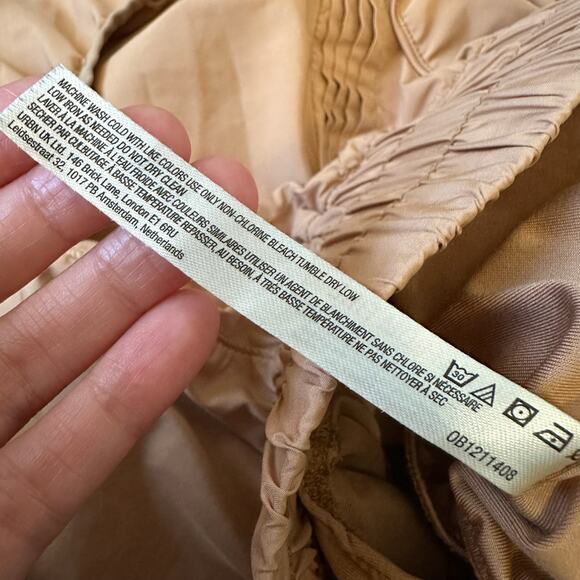 MACHINE WASH COLD WITH LIKE COLORS USE ONLY NON-CHLORINE BLEACH TUMBLE DRY LOW
LOW IRON AS NEEDED DO NOT DRY CLEAN
LAVER À LA MACHINE À L'EAU FROIDE AVEC COULEURS SIMILAIRES UTILISER UN AGENT DE BLANCHIMENT SANS CHLORE SI NÉCESSAIRE
SÉCHER PAR CULBUTAGE À BASSE TEMPÉRATURE REPASSER, AU BESOIN, À TRÈS BASSE TEMPÉRATURE NE PAS NETTOYER À SEC
URBN UK Ltd. 146 Brick Lane, London E1 6RU
Leidsestraat 32, 1017 PB Amsterdam, Netherlands
30
OB1211408